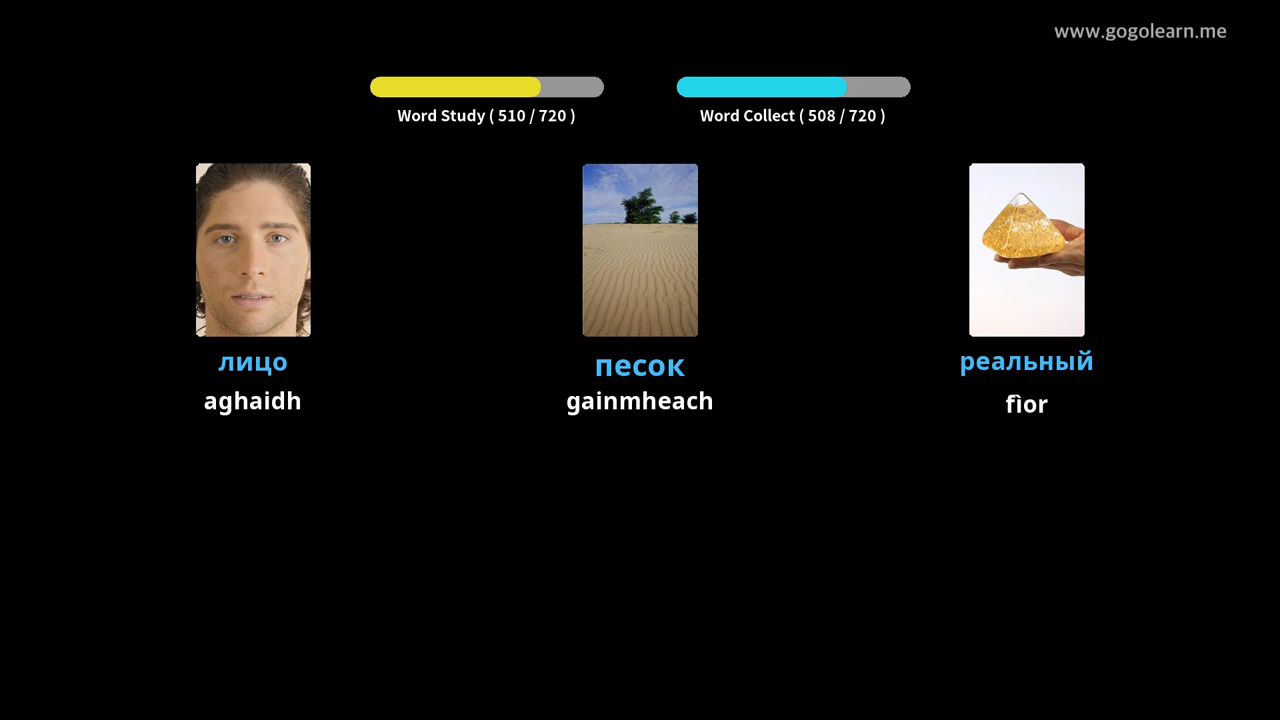 www.gogolearn.me
Word Study ( 510 / 720 )
Word Collect ( 508 / 720 )
лицо
песок
реальный
aghaidh
gainmheach
fìor